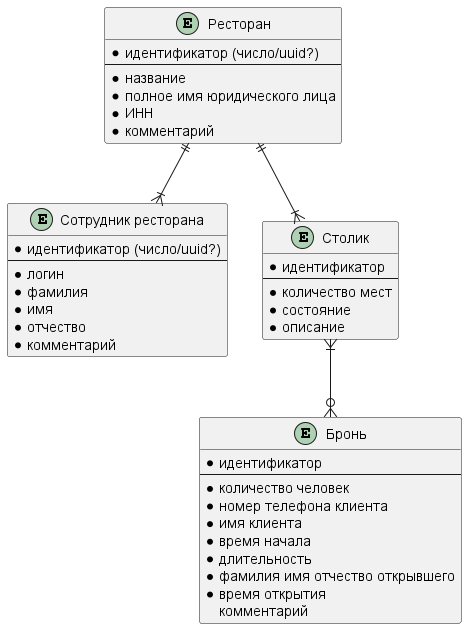 E Ресторан
идентификатор (число/uuid?)
название
полное имя юридического лица
ИНН
комментарий
E Сотрудник ресторана
идентификатор (число/uuid?)
логин
фамилия
имя
отчество
комментарий
E Столик
идентификатор
количество мест
состояние
описание
E Бронь
идентификатор
количество человек
номер телефона клиента
имя клиента
время начала
длительность
фамилия имя отчество открывшего
время открытия
комментарий